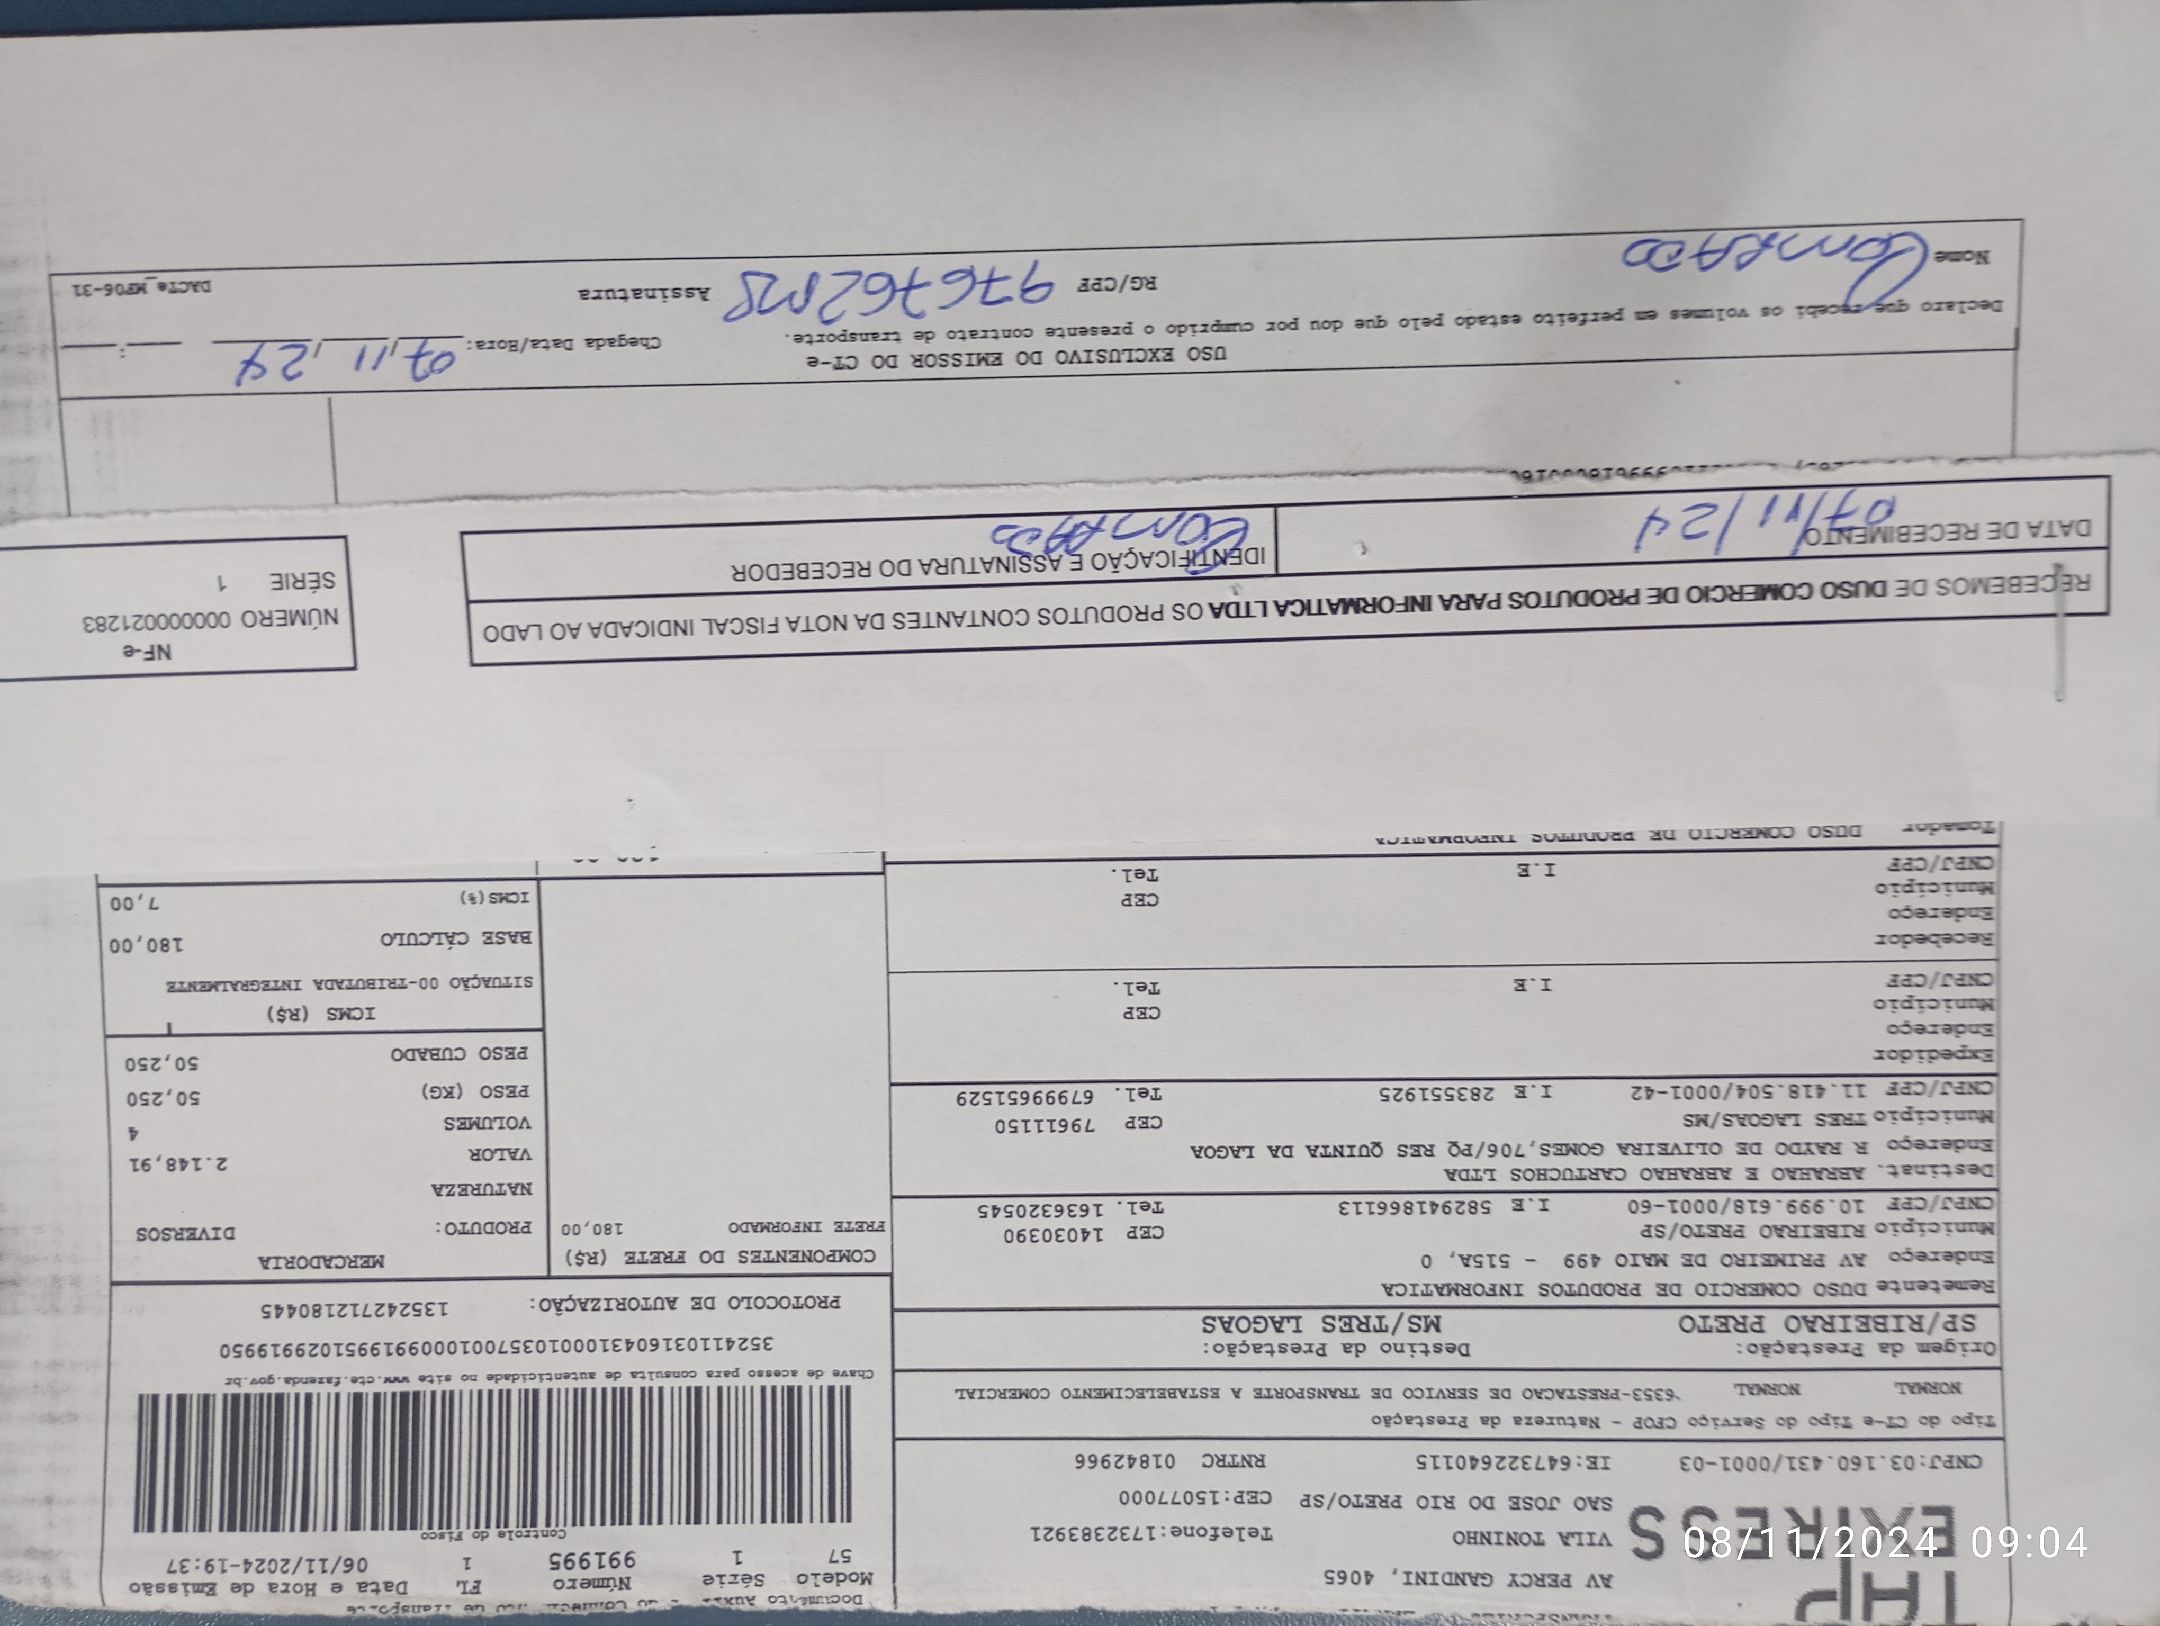 TAP
EXPRESS
AV PERCY GANDINI, 4065
VILA TONINHO Telefone:1732383921
SAO JOSE DO RIO PRETO/SP CEP:15077000
CNPJ:03.160.431/0001-03 IE:647322640115 RNTRC 01842966
Modelo Série Número FL Data e Hora de Emissão
57 1 991995 1 06/11/2024-19:37
Controle do Fisco
Chave de acesso para consulta de autenticidade no site www.cte.fazenda.gov.br
PROTOCOLO DE AUTORIZAÇÃO: 135242712180445
Tipo do CT-e Tipo do Serviço CFOP - Natureza da Prestação
NORMAL NORMAL 6353-PRESTACAO DE SERVICO DE TRANSPORTE A ESTABELECIMENTO COMERCIAL
Origem da Prestação: Destino da Prestação:
SP/RIBEIRAO PRETO MS/TRES LAGOAS
Remetente DUSO COMERCIO DE PRODUTOS INFORMATICA
Endereço AV PRIMEIRO DE MAIO 499 - 515A, 0
Município RIBEIRAO PRETO/SP CEP 14030390
CNPJ/CPF 10.999.618/0001-60 I.E 582941866113 Tel. 1636320545
Destinat. ABRAHAO E ABRAHAO CARTUCHOS LTDA
Endereço R RAYDO DE OLIVEIRA GOMES,706/PQ RES QUINTA DA LAGOA
Município TRES LAGOAS/MS CEP 79611150
CNPJ/CPF 11.418.504/0001-42 I.E 283551925 Tel. 67999651529
Expedidor
Endereço
Município CEP
CNPJ/CPF I.E Tel.
Recebedor
Endereço
Município CEP
CNPJ/CPF I.E Tel.
Tomador DUSO COMERCIO DE PRODUTOS INFORMATICA
COMPONENTES DO FRETE (R$)
FRETE INFORMADO 180,00
MERCADORIA
PRODUTO: DIVERSOS
NATUREZA
VALOR 2.148,91
VOLUMES 4
PESO (KG) 50,250
PESO CUBADO 50,250
ICMS (R$)
SITUAÇÃO 00-TRIBUTADA INTEGRALMENTE
BASE CÁLCULO 180,00
ICMS(%) 7,00
RECEBEMOS DE DUSO COMERCIO DE PRODUTOS PARA INFORMATICA LTDA OS PRODUTOS CONTANTES DA NOTA FISCAL INDICADA AO LADO
DATA DE RECEBIMENTO 07/11/24
IDENTIFICAÇÃO E ASSINATURA DO RECEBEDOR
NF-e
NÚMERO 0000000021283
SÉRIE 1
USO EXCLUSIVO DO EMISSOR DO CT-e
Declaro que recebi os volumes em perfeito estado pelo que dou por cumprido o presente contrato de transporte.
Chegada Data/Hora: 07/11/24 __:__
Nome RG/CPF Assinatura
DACTe_MP06-31
08/11/2024 09:04